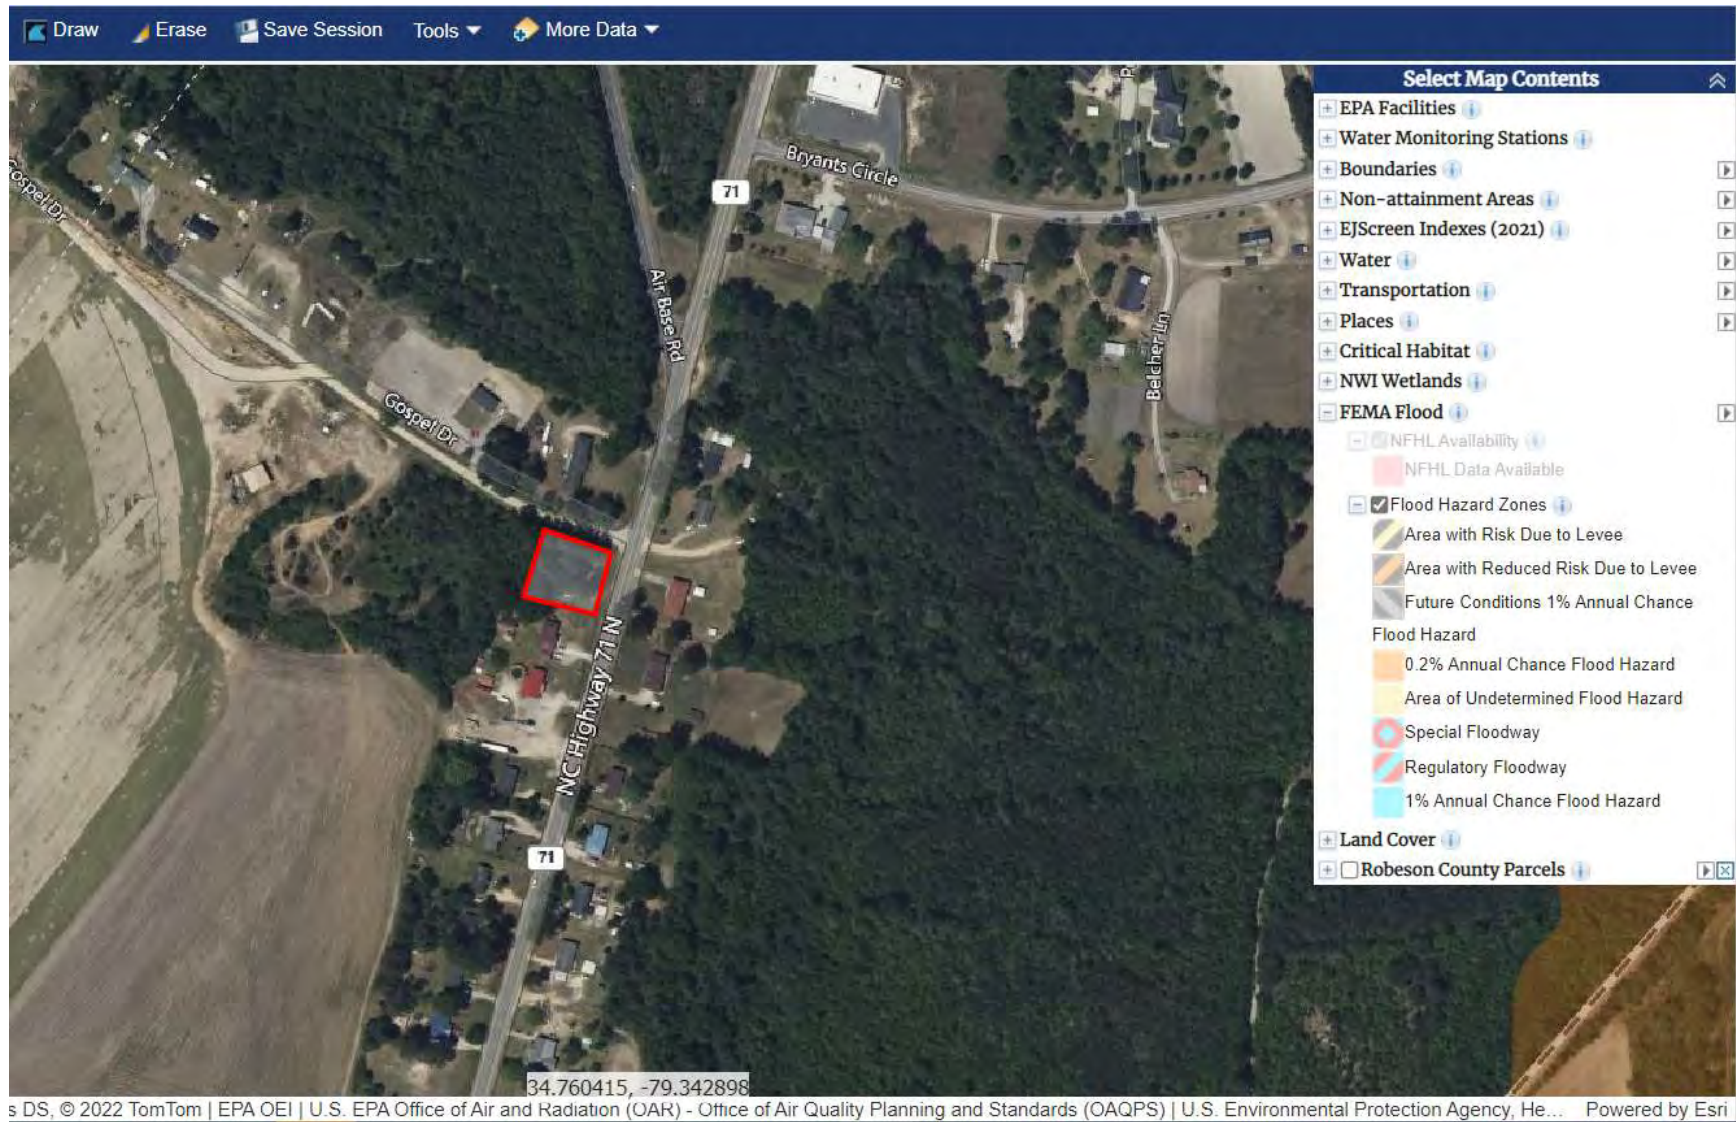 Draw
Erase
Save Session
Tools
More Data
Select Map Contents
EPA Facilities
Water Monitoring Stations
Boundaries
Non-attainment Areas
EJScreen Indexes (2021)
Water
Transportation
Places
Critical Habitat
NWI Wetlands
FEMA Flood
NFHL Availability
NFHL Data Available
Flood Hazard Zones
Area with Risk Due to Levee
Area with Reduced Risk Due to Levee
Future Conditions 1% Annual Chance
Flood Hazard
0.2% Annual Chance Flood Hazard
Area of Undetermined Flood Hazard
Special Floodway
Regulatory Floodway
1% Annual Chance Flood Hazard
Land Cover
Robeson County Parcels
Bryants Circle
71
Gospel Dr
Air Base Rd
Belcher Ln
Gospel Dr
NC Highway 71 N
71
34.760415, -79.342898
s DS, © 2022 TomTom | EPA OEI | U.S. EPA Office of Air and Radiation (OAR) - Office of Air Quality Planning and Standards (OAQPS) | U.S. Environmental Protection Agency, He...
Powered by Esri